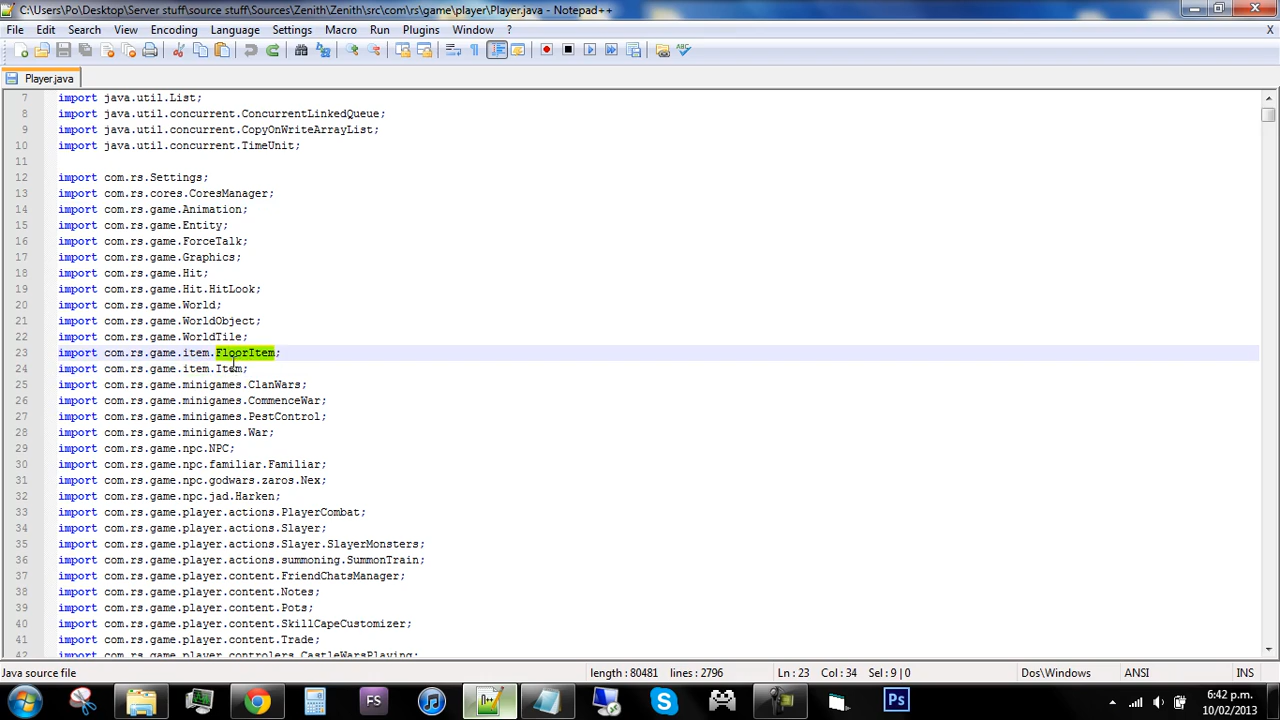 C:\Users\Po\Desktop\Server stuff\source stuff\Sources\Zenith\Zenith\src\com\rs\game\player\Player.java - Notepad++
File Edit Search View Encoding Language Settings Macro Run Plugins Window ? X
Player.java
7 import java.util.List;
8 import java.util.concurrent.ConcurrentLinkedQueue;
9 import java.util.concurrent.CopyOnWriteArrayList;
10 import java.util.concurrent.TimeUnit;
11
12 import com.rs.Settings;
13 import com.rs.cores.CoresManager;
14 import com.rs.game.Animation;
15 import com.rs.game.Entity;
16 import com.rs.game.ForceTalk;
17 import com.rs.game.Graphics;
18 import com.rs.game.Hit;
19 import com.rs.game.Hit.HitLook;
20 import com.rs.game.World;
21 import com.rs.game.WorldObject;
22 import com.rs.game.WorldTile;
23 import com.rs.game.item.FloorItem;
24 import com.rs.game.item.Item;
25 import com.rs.game.minigames.ClanWars;
26 import com.rs.game.minigames.CommenceWar;
27 import com.rs.game.minigames.PestControl;
28 import com.rs.game.minigames.War;
29 import com.rs.game.npc.NPC;
30 import com.rs.game.npc.familiar.Familiar;
31 import com.rs.game.npc.godwars.zaros.Nex;
32 import com.rs.game.npc.jad.Harken;
33 import com.rs.game.player.actions.PlayerCombat;
34 import com.rs.game.player.actions.Slayer;
35 import com.rs.game.player.actions.Slayer.SlayerMonsters;
36 import com.rs.game.player.actions.summoning.SummonTrain;
37 import com.rs.game.player.content.FriendChatsManager;
38 import com.rs.game.player.content.Notes;
39 import com.rs.game.player.content.Pots;
40 import com.rs.game.player.content.SkillCapeCustomizer;
41 import com.rs.game.player.content.Trade;
42 import com.rs.game.player.controlers.CastleWarsPlaying;
Java source file length : 80481 lines : 2796 Ln : 23 Col : 34 Sel : 9 | 0 Dos\Windows ANSI INS
FS Ps
6:42 p.m.
10/02/2013